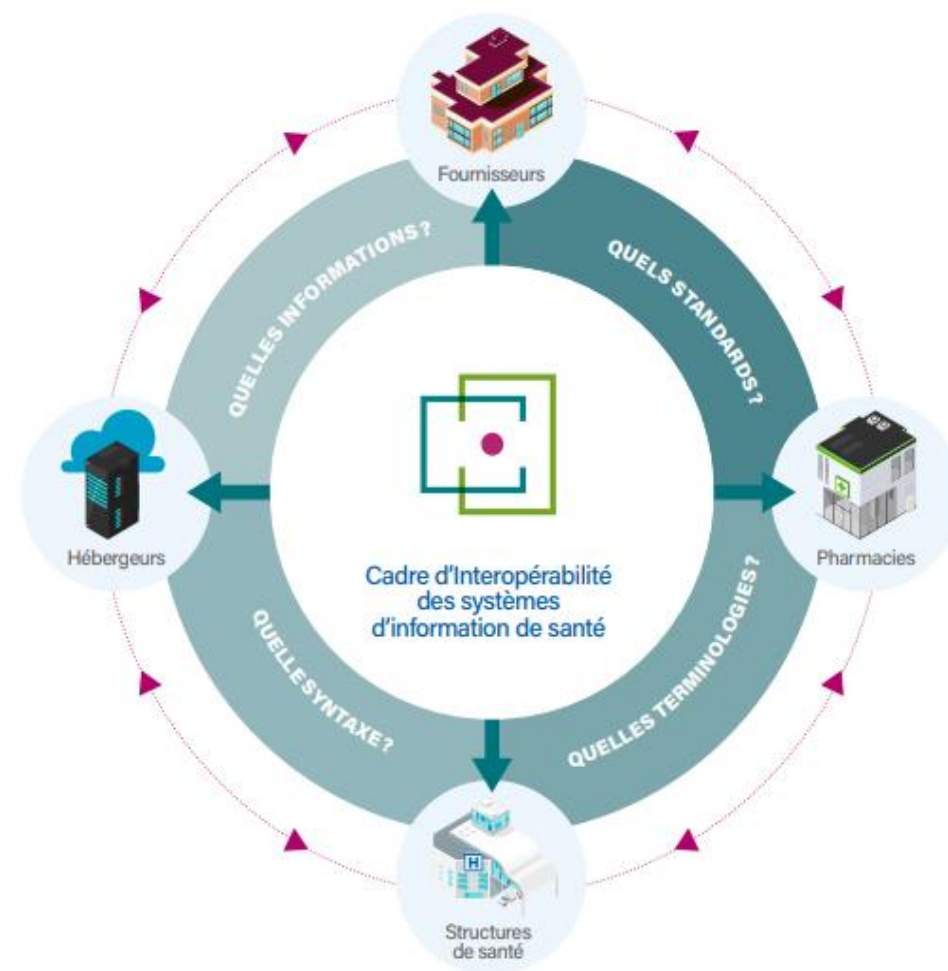 Fournisseurs
QUELLES INFORMATIONS?
QUELS STANDARDS?
Hébergeurs
Pharmacies
Cadre d'Interopérabilité
des systèmes
d'information de santé
QUELLE SYNTAXE?
QUELLES TERMINOLOGIES?
H
Structures
de santé